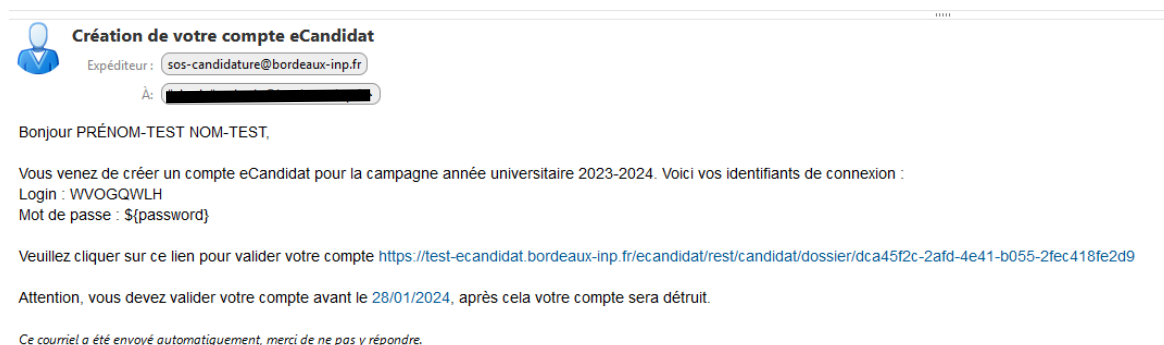 Création de votre compte eCandidat
Expéditeur : sos-candidature@bordeaux-inp.fr
À:
Bonjour PRÉNOM-TEST NOM-TEST,
Vous venez de créer un compte eCandidat pour la campagne année universitaire 2023-2024. Voici vos identifiants de connexion :
Login : WVOGQWLH
Mot de passe : ${password}
Veuillez cliquer sur ce lien pour valider votre compte https://test-ecandidat.bordeaux-inp.fr/ecandidat/rest/candidat/dossier/dca45f2c-2afd-4e41-b055-2fec418fe2d9
Attention, vous devez valider votre compte avant le 28/01/2024, après cela votre compte sera détruit.
Ce courriel a été envoyé automatiquement, merci de ne pas y répondre.